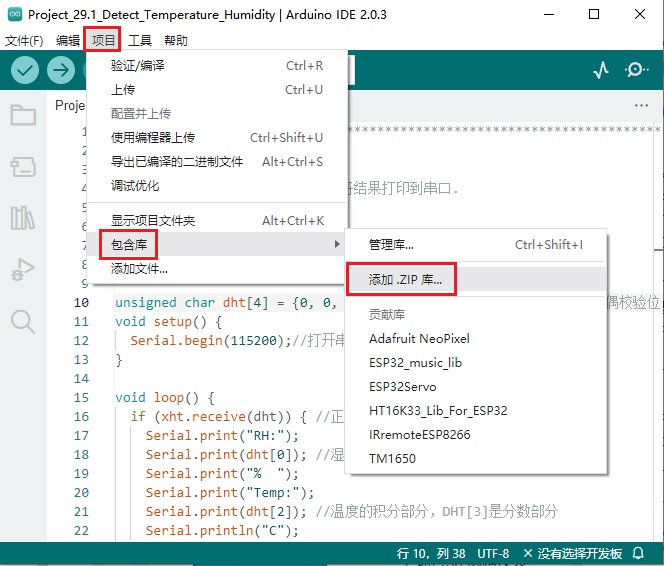 Project_29.1_Detect_Temperature_Humidity | Arduino IDE 2.0.3
文件(F) 编辑 项目 工具 帮助
验证/编译 Ctrl+R
上传 Ctrl+U
配置并上传
使用编程器上传 Ctrl+Shift+U
导出已编译的二进制文件 Alt+Ctrl+S
调试优化
显示项目文件夹 Alt+Ctrl+K
包含库
添加文件...
管理库... Ctrl+Shift+I
添加 .ZIP 库...
贡献库
Adafruit NeoPixel
ESP32_music_lib
ESP32Servo
HT16K33_Lib_For_ESP32
IRremoteESP8266
TM1650
Proje
1 ************************************
2
3
4 结果打印到串口.
10 unsigned char dht[4] = {0, 0, 偶校验位
11 void setup() {
12 Serial.begin(115200);//打开串
13 }
14
15 void loop() {
16 if (xht.receive(dht)) { //正
17 Serial.print("RH:");
18 Serial.print(dht[0]); //湿
19 Serial.print("% ");
20 Serial.print("Temp:");
21 Serial.print(dht[2]); //温度的积分部分，DHT[3]是分数部分
22 Serial.println("C");
行 10，列 38 UTF-8 × 没有选择开发板